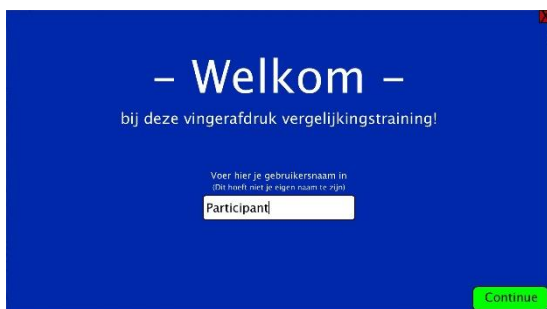 – Welkom –
bij deze vingerafdruk vergelijkingstraining!
Voer hier je gebruikersnaam in
(Dit hoeft niet je eigen naam te zijn)
Participant
Continue